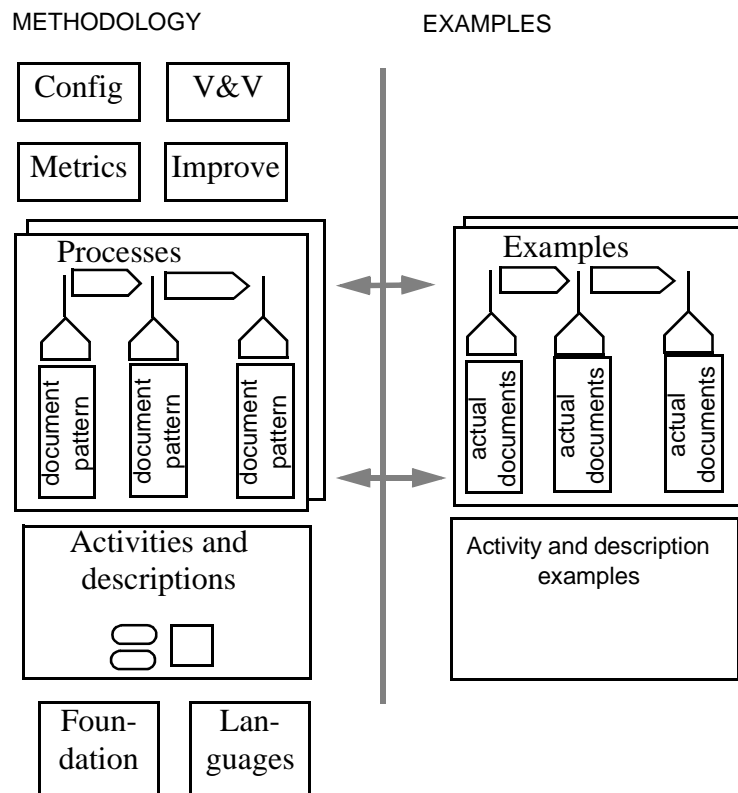 METHODOLOGY
EXAMPLES
Config
V&V
Metrics
Improve
Processes
document
pattern
document
pattern
document
pattern
Examples
actual
documents
actual
documents
actual
documents
Activities and
descriptions
Activity and description
examples
Foun-
dation
Lan-
guages